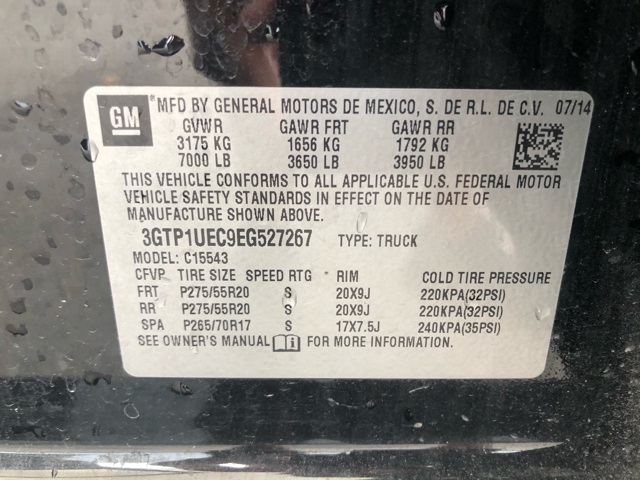 GM MFD BY GENERAL MOTORS DE MEXICO, S. DE R.L. DE C.V. 07/14
GVWR GAWR FRT GAWR RR
3175 KG 1656 KG 1792 KG
7000 LB 3650 LB 3950 LB
THIS VEHICLE CONFORMS TO ALL APPLICABLE U.S. FEDERAL MOTOR
VEHICLE SAFETY STANDARDS IN EFFECT ON THE DATE OF
MANUFACTURE SHOWN ABOVE.
3GTP1UEC9EG527267 TYPE: TRUCK
MODEL: C15543
CFVP TIRE SIZE SPEED RTG RIM COLD TIRE PRESSURE
FRT P275/55R20 S 20X9J 220KPA(32PSI)
RR P275/55R20 S 20X9J 220KPA(32PSI)
SPA P265/70R17 S 17X7.5J 240KPA(35PSI)
SEE OWNER'S MANUAL FOR MORE INFORMATION.